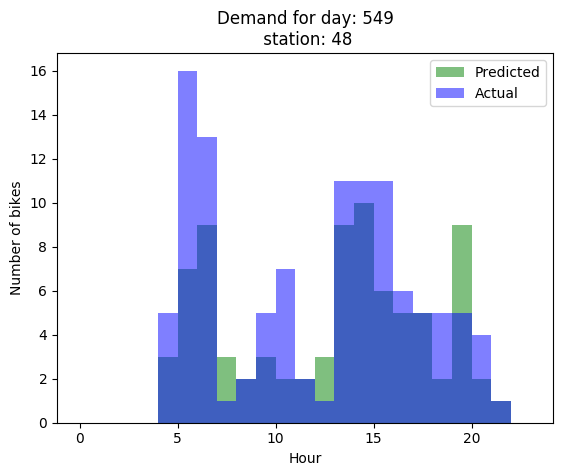 Demand for day: 549
station: 48
Predicted
Actual
Number of bikes
16
14
12
10
8
6
4
2
0
0 5 10 15 20
Hour